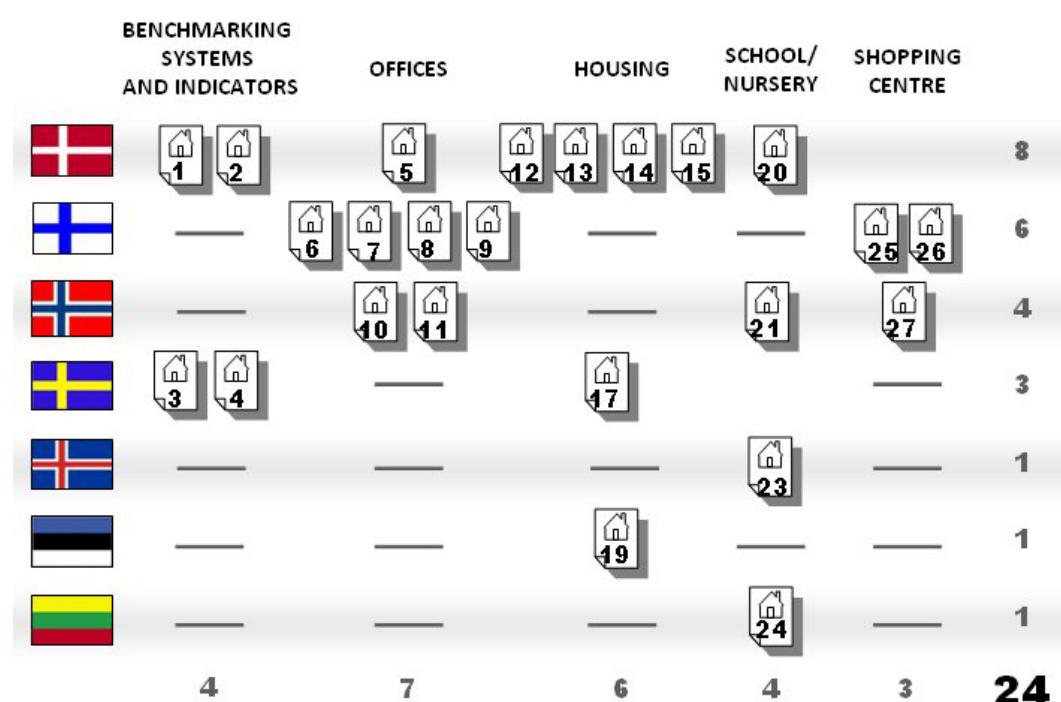 BENCHMARKING
SYSTEMS
AND INDICATORS
OFFICES
HOUSING
SCHOOL/
NURSERY
SHOPPING
CENTRE
1 2 5 12 13 14 15 20 8
6 7 8 9 25 26 6
10 11 21 27 4
3 4 17 3
23 1
19 1
24 1
4 7 6 4 3 24